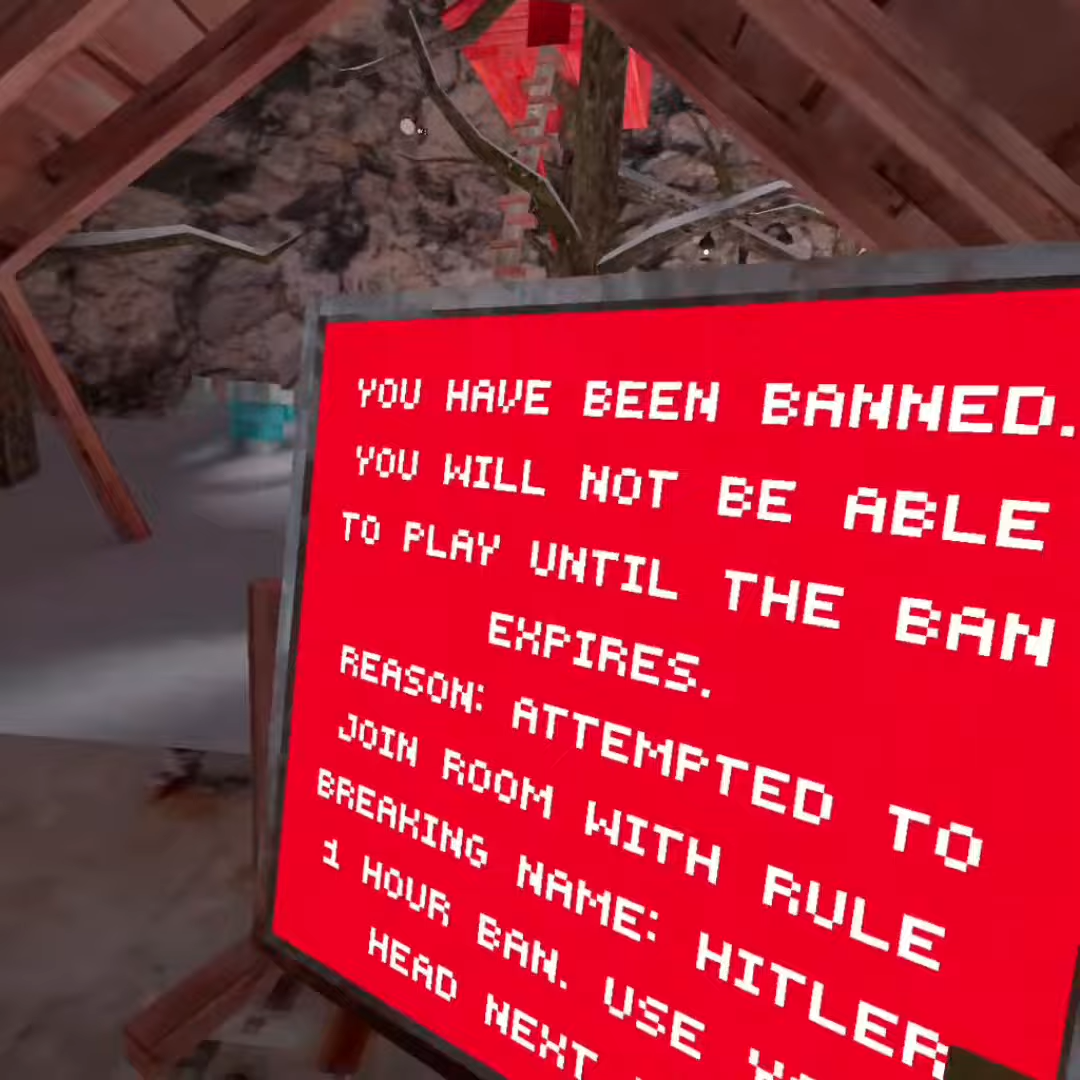 YOU HAVE BEEN BANNED.
YOU WILL NOT BE ABLE
TO PLAY UNTIL THE BAN
EXPIRES.
REASON: ATTEMPTED TO
JOIN ROOM WITH RULE
BREAKING NAME: HITLER
1 HOUR BAN. USE
HEAD NEXT